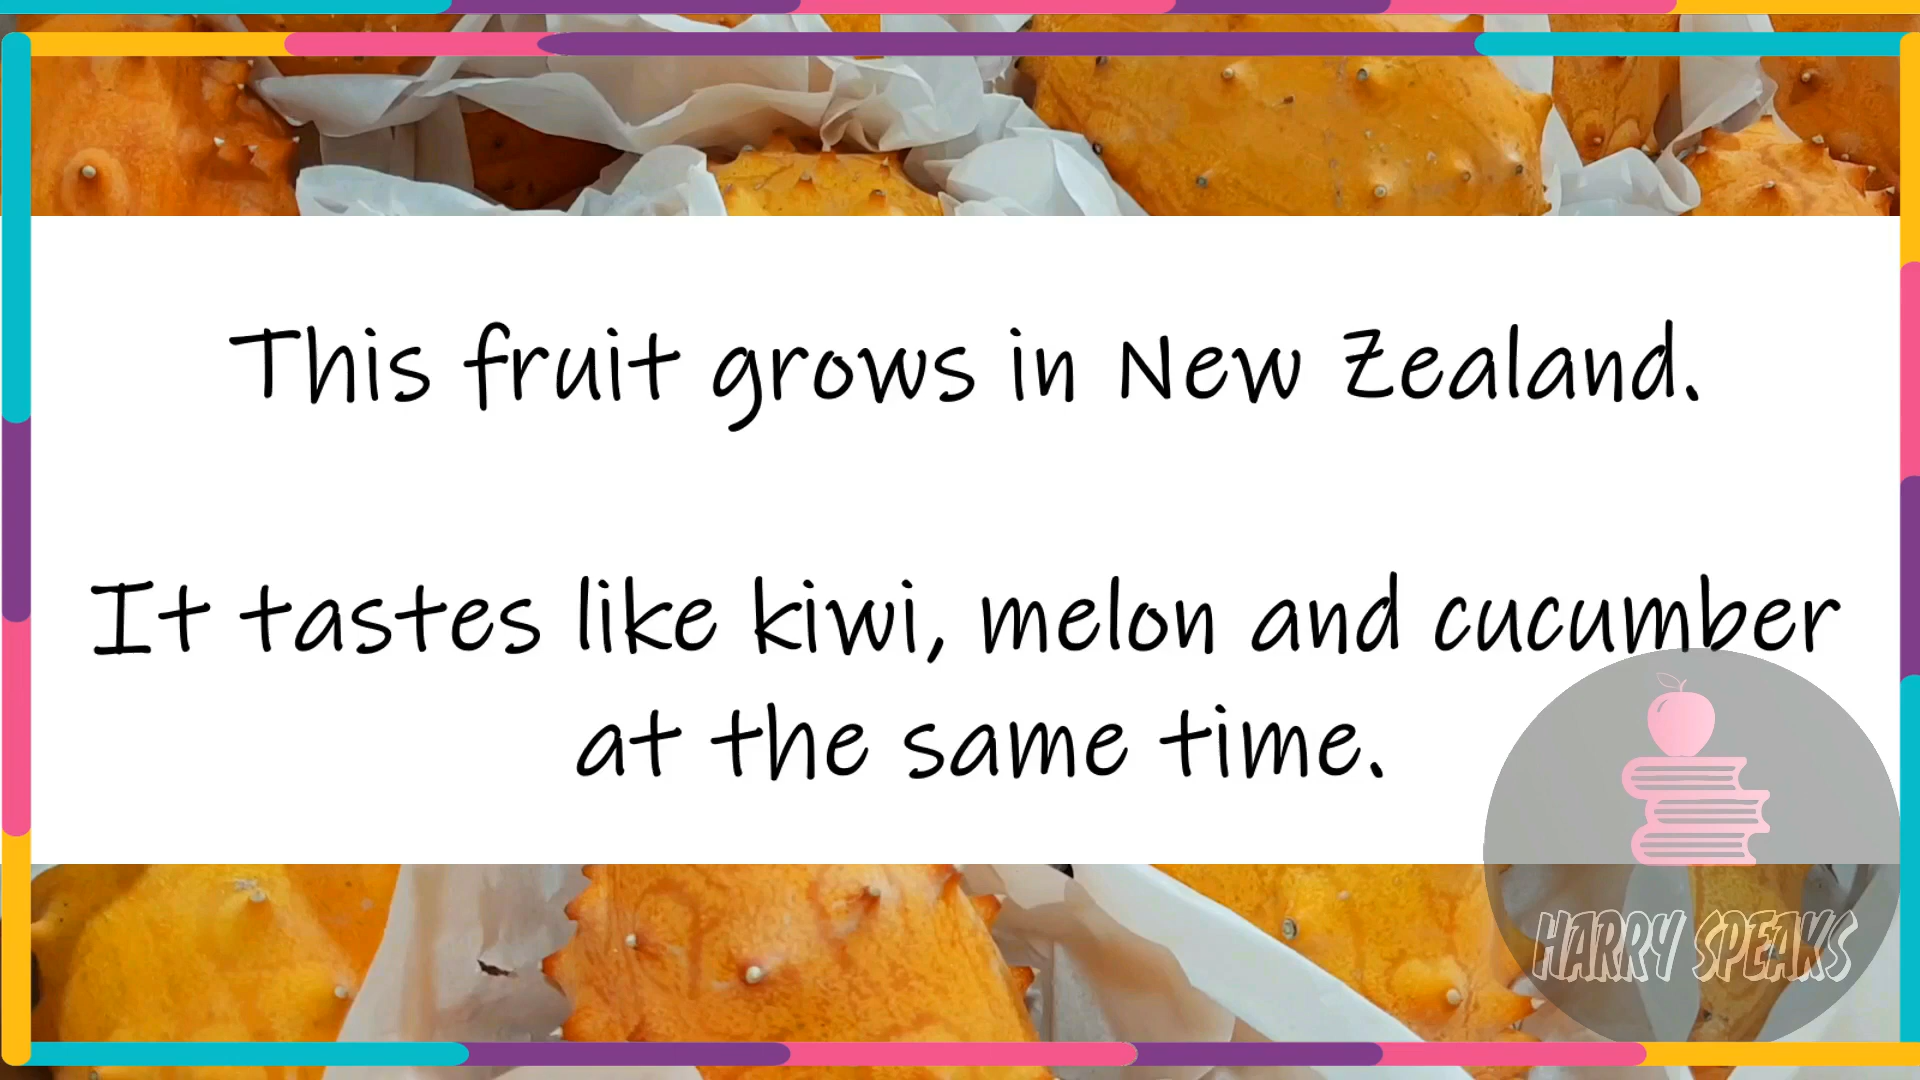 This fruit grows in New Zealand.
It tastes like kiwi, melon and cucumber
at the same time.
HARRY SPEAKS